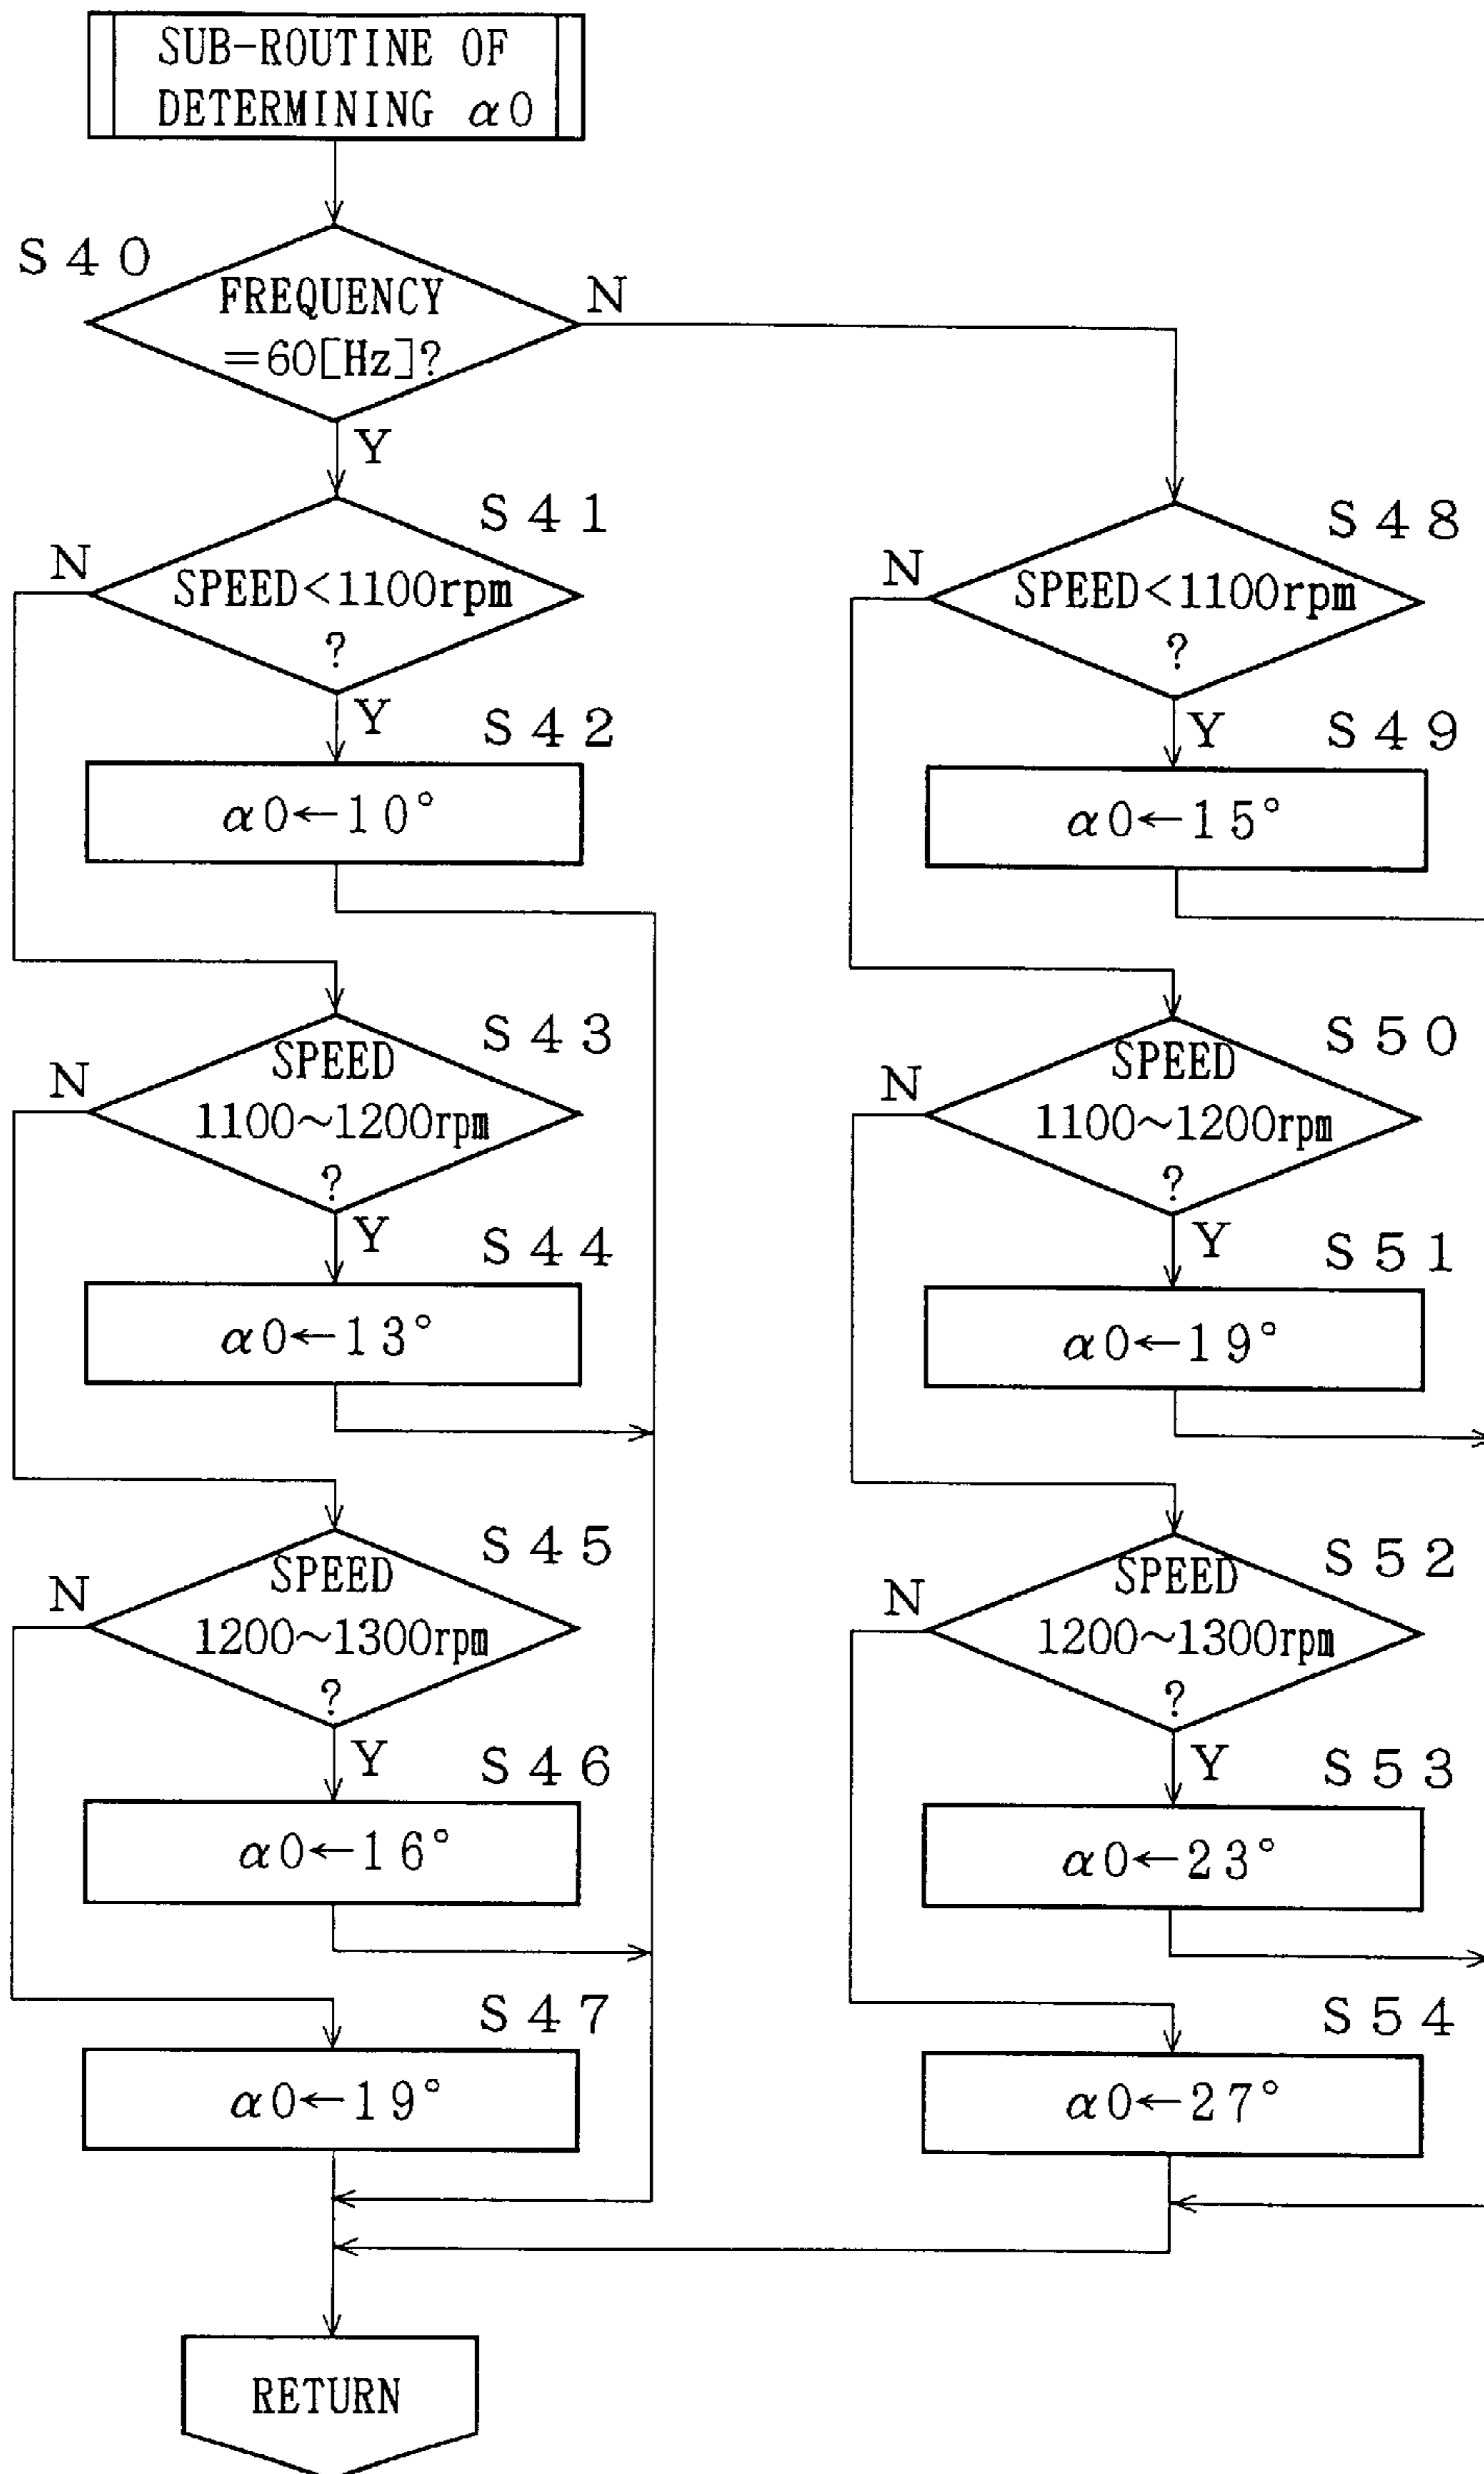 SUB-ROUTINE OF
DETERMINING α0
S40
FREQUENCY
=60[Hz]?
N
Y
S41
N
SPEED<1100rpm
?
Y
S42
α0←10°
S43
N
SPEED
1100~1200rpm
?
Y
S44
α0←13°
S45
N
SPEED
1200~1300rpm
?
Y
S46
α0←16°
S47
α0←19°
S48
N
SPEED<1100rpm
?
Y
S49
α0←15°
S50
N
SPEED
1100~1200rpm
?
Y
S51
α0←19°
S52
N
SPEED
1200~1300rpm
?
Y
S53
α0←23°
S54
α0←27°
RETURN